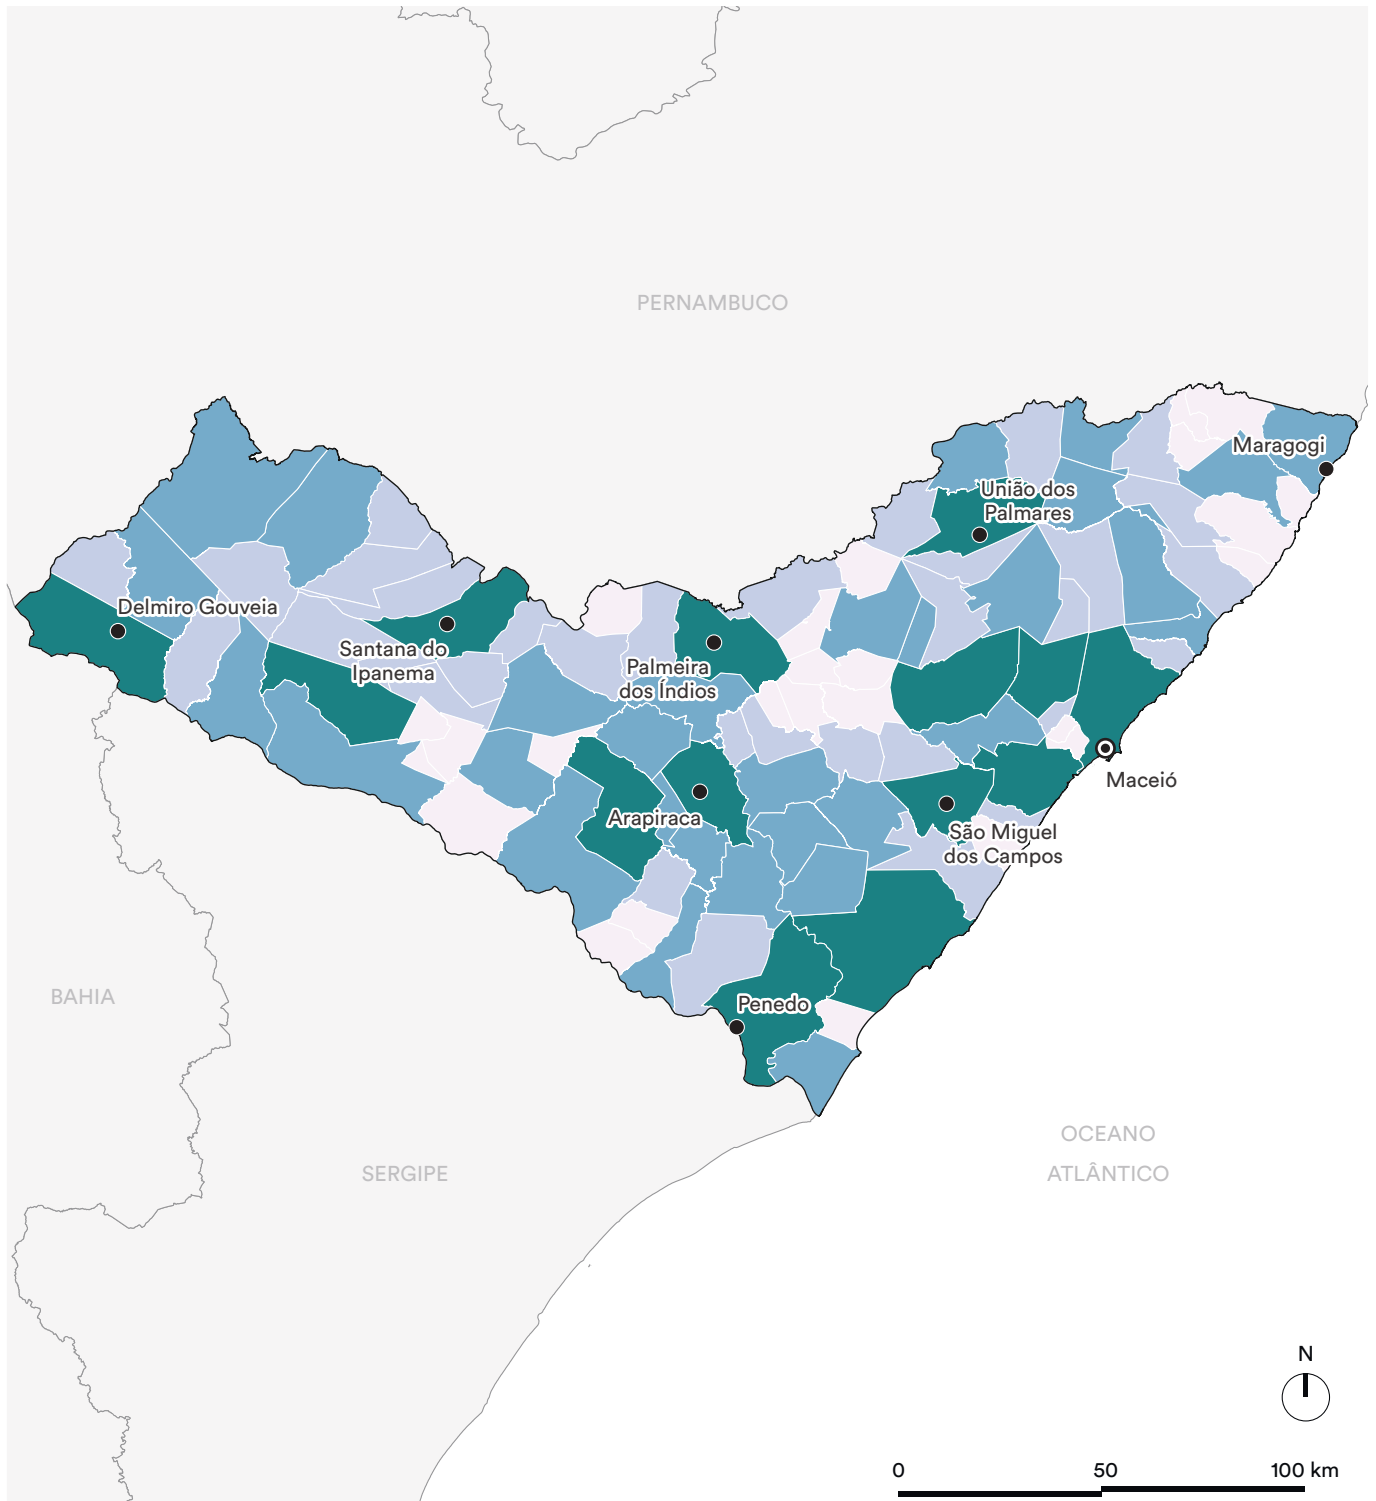 PERNAMBUCO
Maragogi
União dos
Palmares
Delmiro Gouveia
Santana do
Ipanema
Palmeira
dos Índios
Maceió
Arapiraca
São Miguel
dos Campos
BAHIA
Penedo
OCEANO
ATLÂNTICO
SERGIPE
N
0 50 100 km